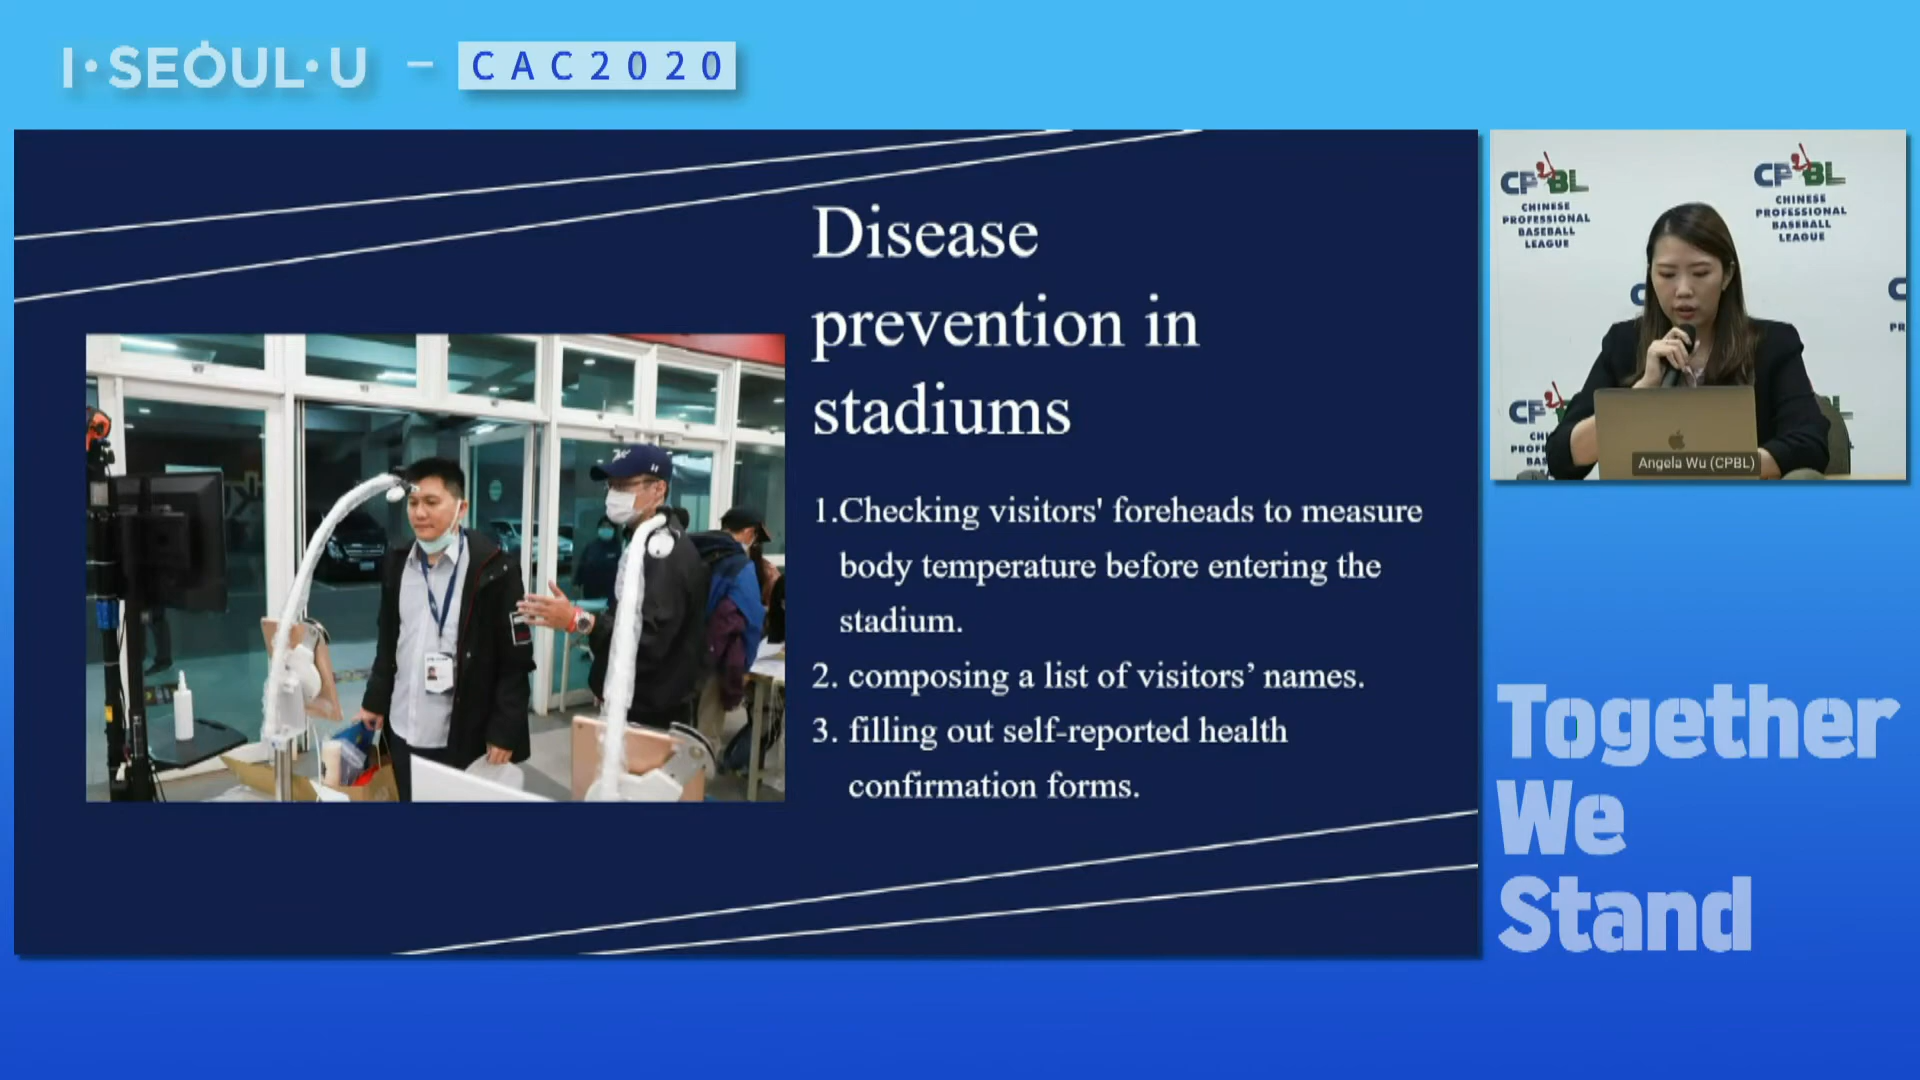 I·SEOUL·U – CAC2020
Disease
prevention in
stadiums
1.Checking visitors' foreheads to measure
body temperature before entering the
stadium.
2. composing a list of visitors’ names.
3. filling out self-reported health
confirmation forms.
CPBL
CHINESE
PROFESSIONAL
BASEBALL
LEAGUE
CPBL
CHINESE
PROFESSIONAL
BASEBALL
LEAGUE
Angela Wu (CPBL)
Together
We
Stand